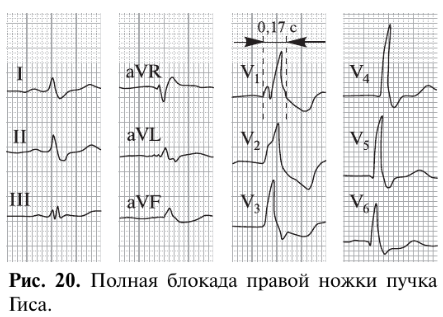 0,17 с
I
aVR
V1
V4
II
aVL
V2
V5
III
aVF
V3
V6
Рис. 20. Полная блокада правой ножки пучка
Гиса.